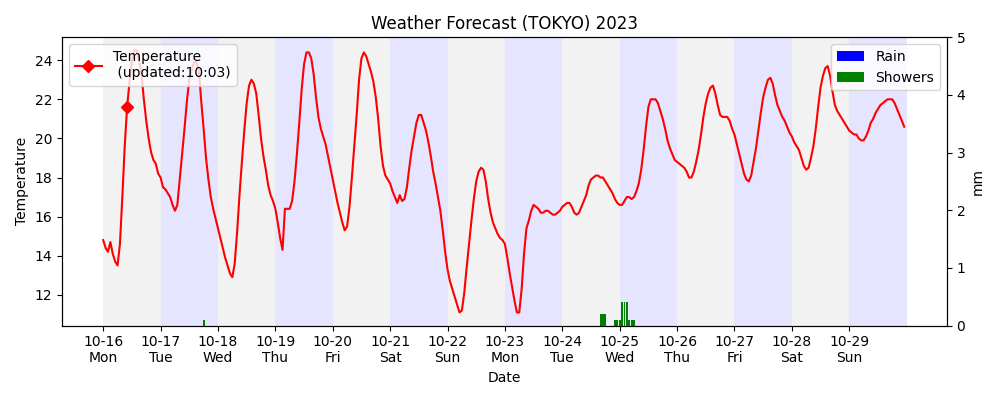 Weather Forecast (TOKYO) 2023
Temperature
(updated:10:03)
Rain
Showers
Temperature
24
22
20
18
16
14
12
5
4
3
2
1
0
mm
10-16 10-17 10-18 10-19 10-20 10-21 10-22 10-23 10-24 10-25 10-26 10-27 10-28 10-29
Mon Tue Wed Thu Fri Sat Sun Mon Tue Wed Thu Fri Sat Sun
Date